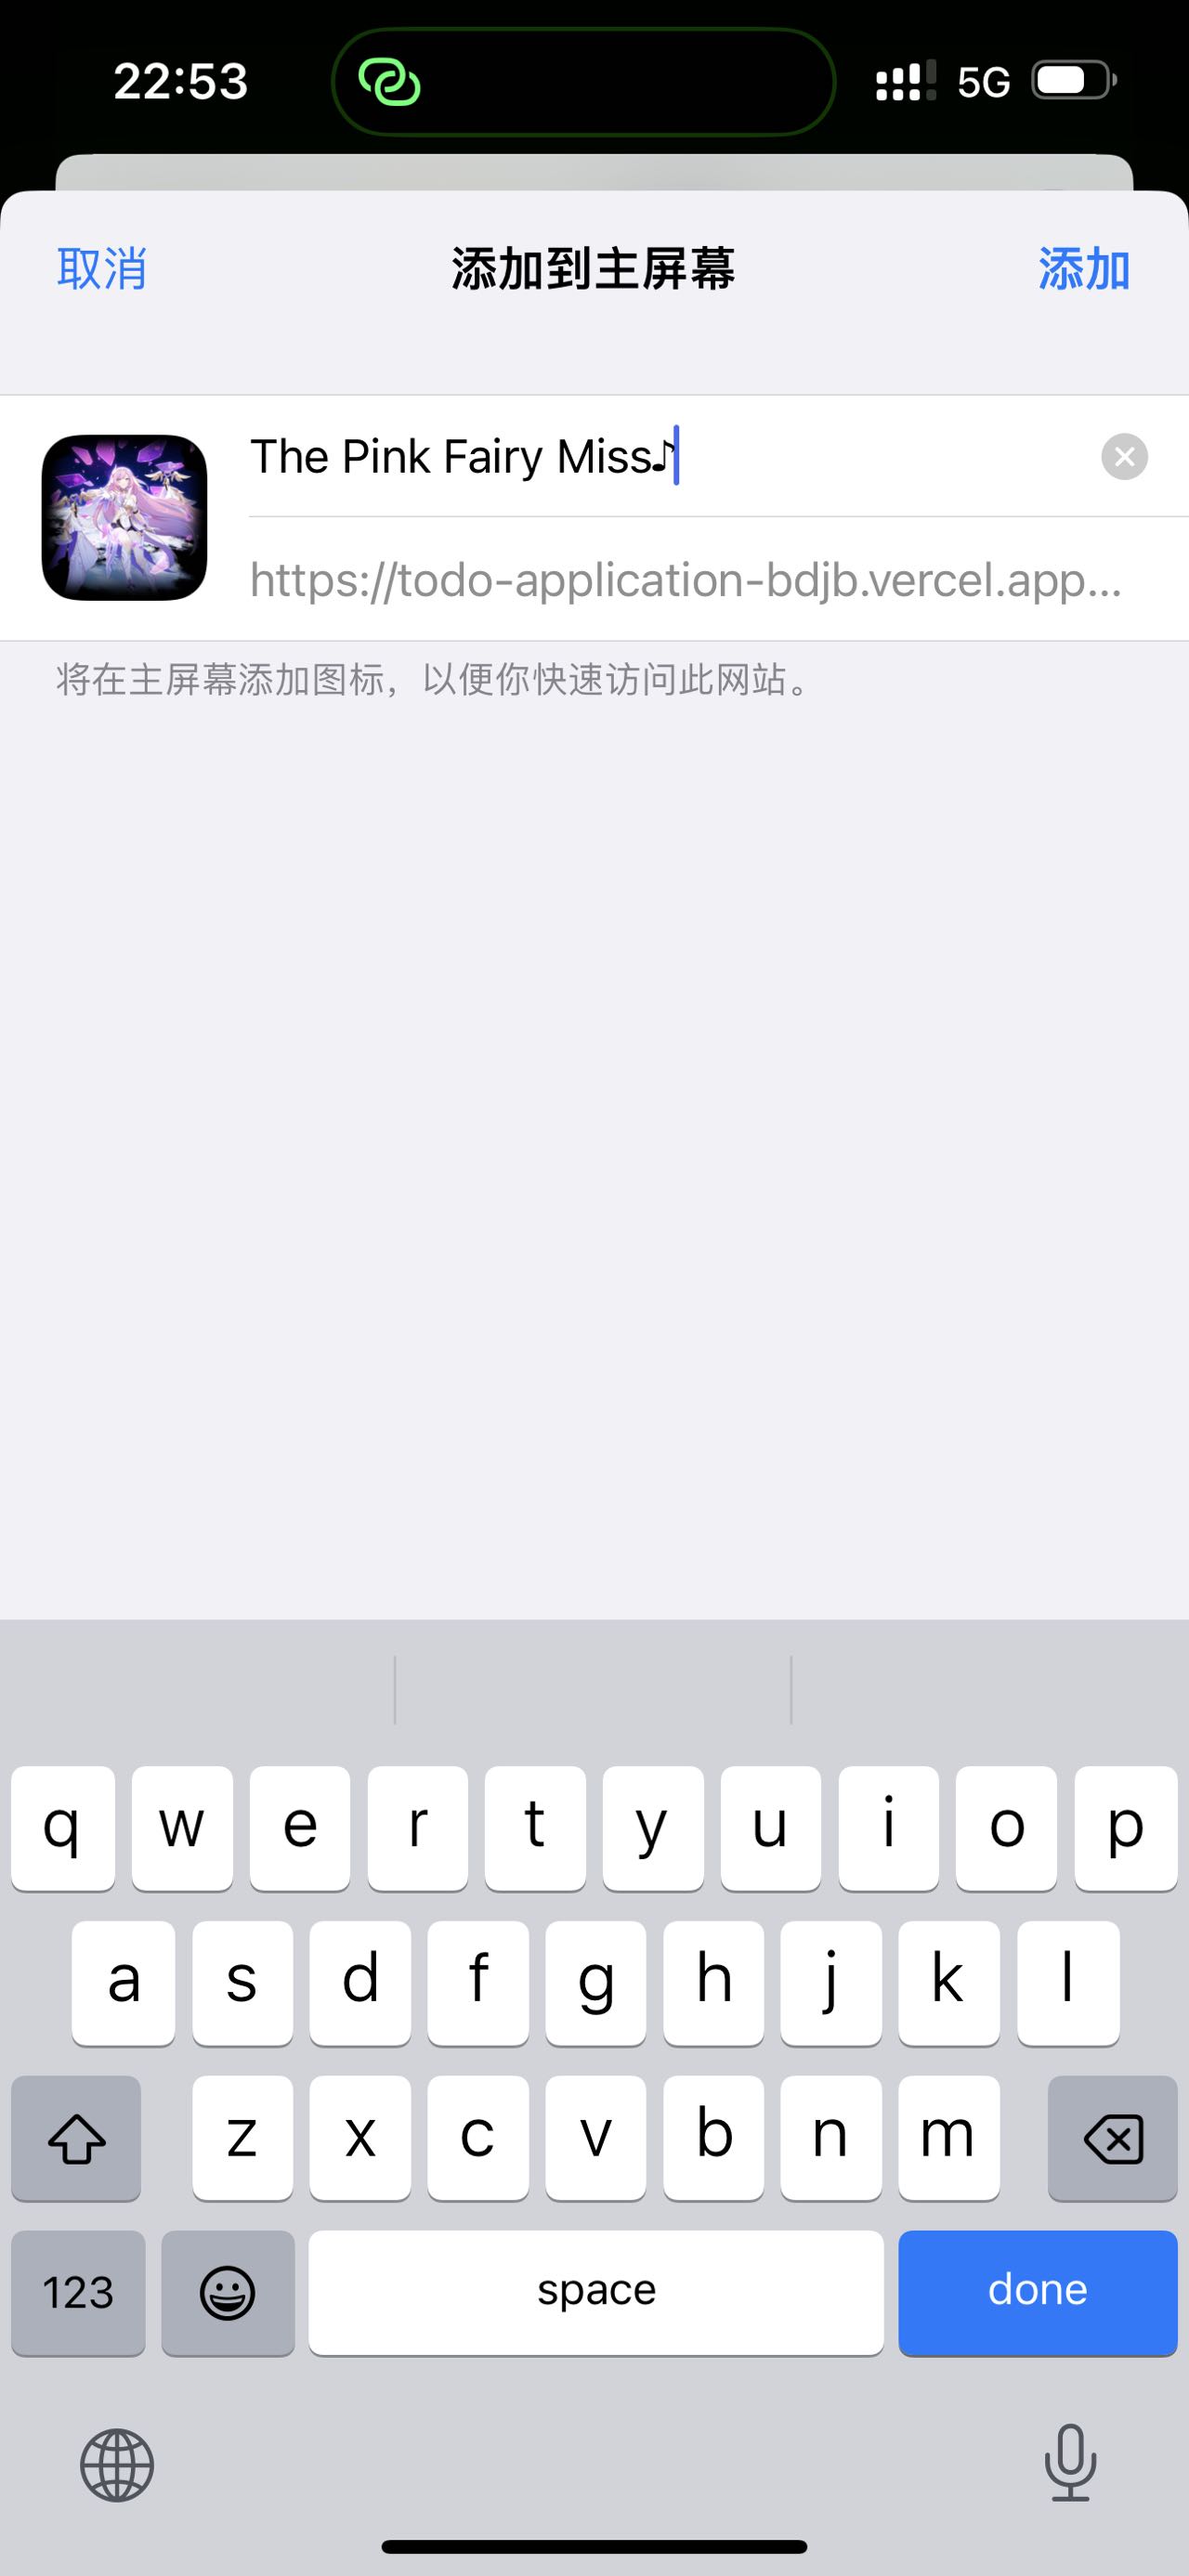 22:53
5G
取消
添加到主屏幕
添加
The Pink Fairy Miss♪
https://todo-application-bdjb.vercel.app...
将在主屏幕添加图标，以便你快速访问此网站。
q w e r t y u i o p
a s d f g h j k l
z x c v b n m
123
space
done